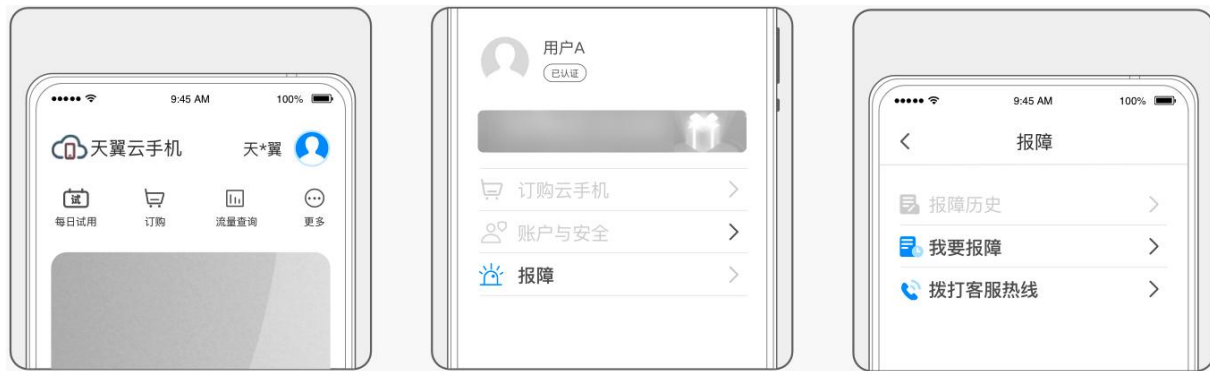 9:45 AM 100%
天翼云手机 天*翼
试
每日试用 订购 流量查询 更多
用户A
已认证
订购云手机
账户与安全
报障
9:45 AM 100%
报障
报障历史
我要报障
拨打客服热线